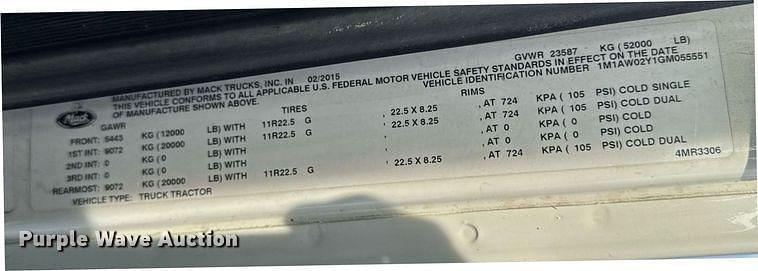 MANUFACTURED BY MACK TRUCKS, INC. IN 02/2015 GVWR 23587 KG (52000 LB)
THIS VEHICLE CONFORMS TO ALL APPLICABLE U.S. FEDERAL MOTOR VEHICLE SAFETY STANDARDS IN EFFECT ON THE DATE
OF MANUFACTURE SHOWN ABOVE. VEHICLE IDENTIFICATION NUMBER 1M1AW02Y1GM055551
Mack
GAWR TIRES RIMS
FRONT: 5443 KG (12000 LB) WITH 11R22.5 G , 22.5 X 8.25 , AT 724 KPA ( 105 PSI) COLD SINGLE
1ST INT: 9072 KG (20000 LB) WITH 11R22.5 G , 22.5 X 8.25 , AT 724 KPA ( 105 PSI) COLD DUAL
2ND INT: 0 KG (0 LB) WITH , AT 0 KPA ( 0 PSI) COLD
3RD INT: 0 KG (0 LB) WITH , AT 0 KPA ( 0 PSI) COLD
REARMOST: 9072 KG (20000 LB) WITH 11R22.5 G , 22.5 X 8.25 , AT 724 KPA ( 105 PSI) COLD DUAL
VEHICLE TYPE: TRUCK TRACTOR 4MR3306
Purple Wave Auction